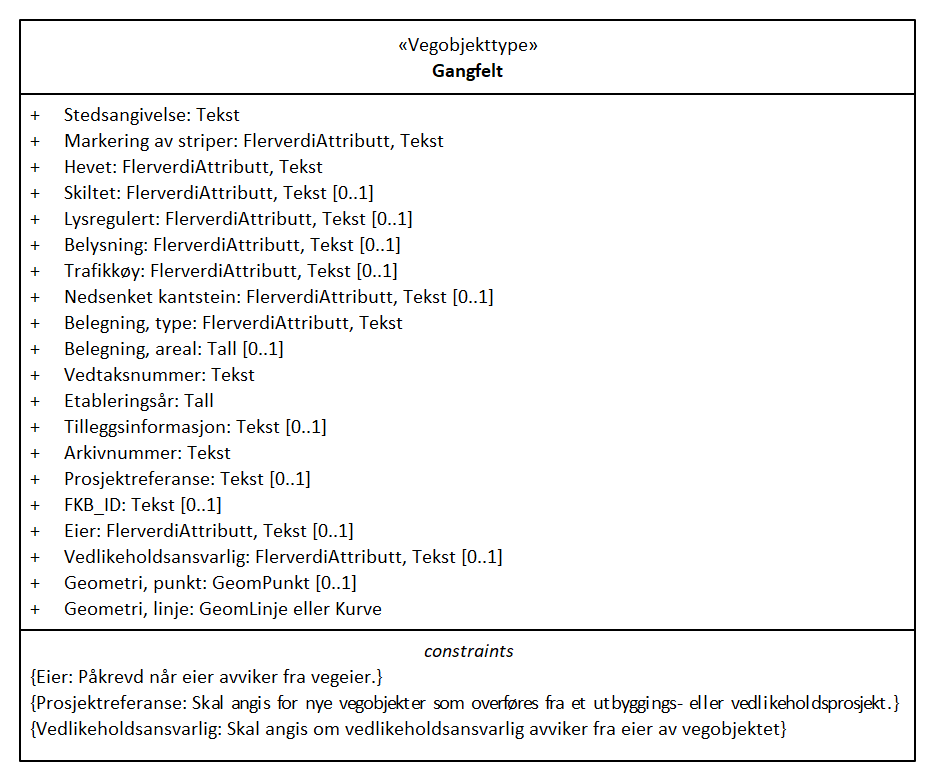 «Vegobjekttype»
Gangfelt
+ Stedsangivelse: Tekst
+ Markering av striper: FlerverdiAttributt, Tekst
+ Hevet: FlerverdiAttributt, Tekst
+ Skiltet: FlerverdiAttributt, Tekst [0..1]
+ Lysregulert: FlerverdiAttributt, Tekst [0..1]
+ Belysning: FlerverdiAttributt, Tekst [0..1]
+ Trafikkøy: FlerverdiAttributt, Tekst [0..1]
+ Nedsenket kantstein: FlerverdiAttributt, Tekst [0..1]
+ Belegning, type: FlerverdiAttributt, Tekst
+ Belegning, areal: Tall [0..1]
+ Vedtaksnummer: Tekst
+ Etableringsår: Tall
+ Tilleggsinformasjon: Tekst [0..1]
+ Arkivnummer: Tekst
+ Prosjektreferanse: Tekst [0..1]
+ FKB_ID: Tekst [0..1]
+ Eier: FlerverdiAttributt, Tekst [0..1]
+ Vedlikeholdsansvarlig: FlerverdiAttributt, Tekst [0..1]
+ Geometri, punkt: GeomPunkt [0..1]
+ Geometri, linje: GeomLinje eller Kurve
constraints
{Eier: Påkrevd når eier avviker fra vegeier.}
{Prosjektreferanse: Skal angis for nye vegobjekter som overføres fra et utbyggings- eller vedlikeholdsprosjekt.}
{Vedlikeholdsansvarlig: Skal angis om vedlikeholdsansvarlig avviker fra eier av vegobjektet}